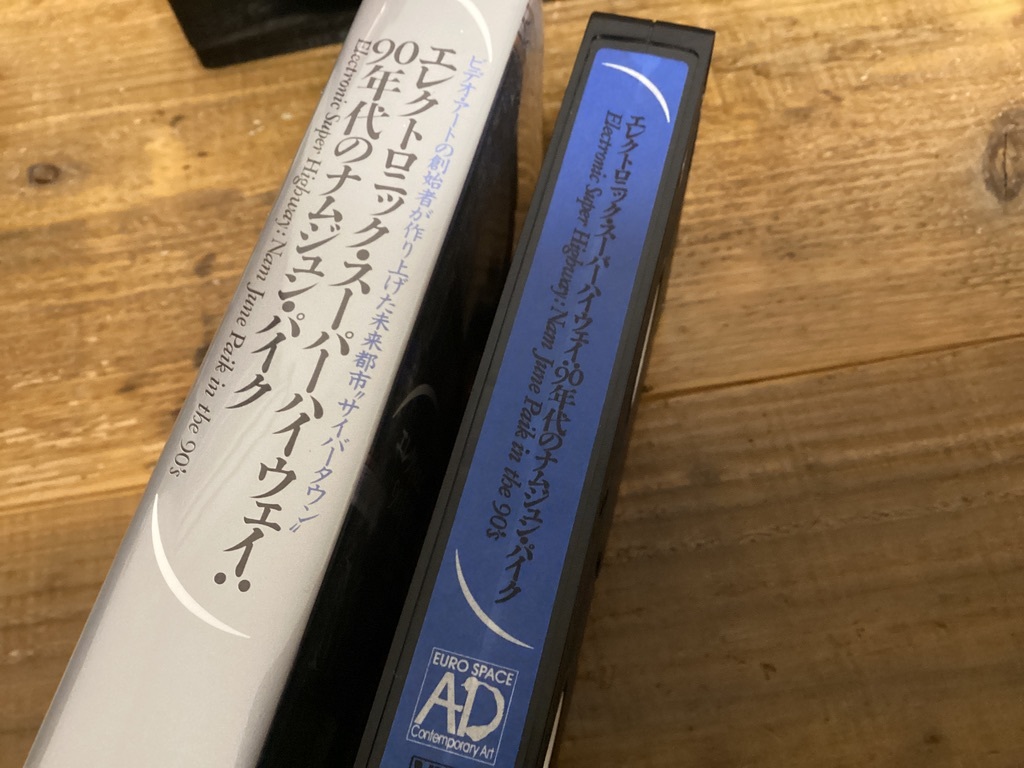 ビデオ・アートの創始者が作り上げた未来都市"サイバータウン"
エレクトロニック・スーパーハイウェイ:
90年代のナムジュン・パイク
Electronic Super Highway: Nam June Paik in the 90's
エレクトロニック・スーパーハイウェイ:90年代のナムジュン・パイク
Electronic Super Highway: Nam June Paik in the 90's
EURO SPACE
AD
Contemporary Art